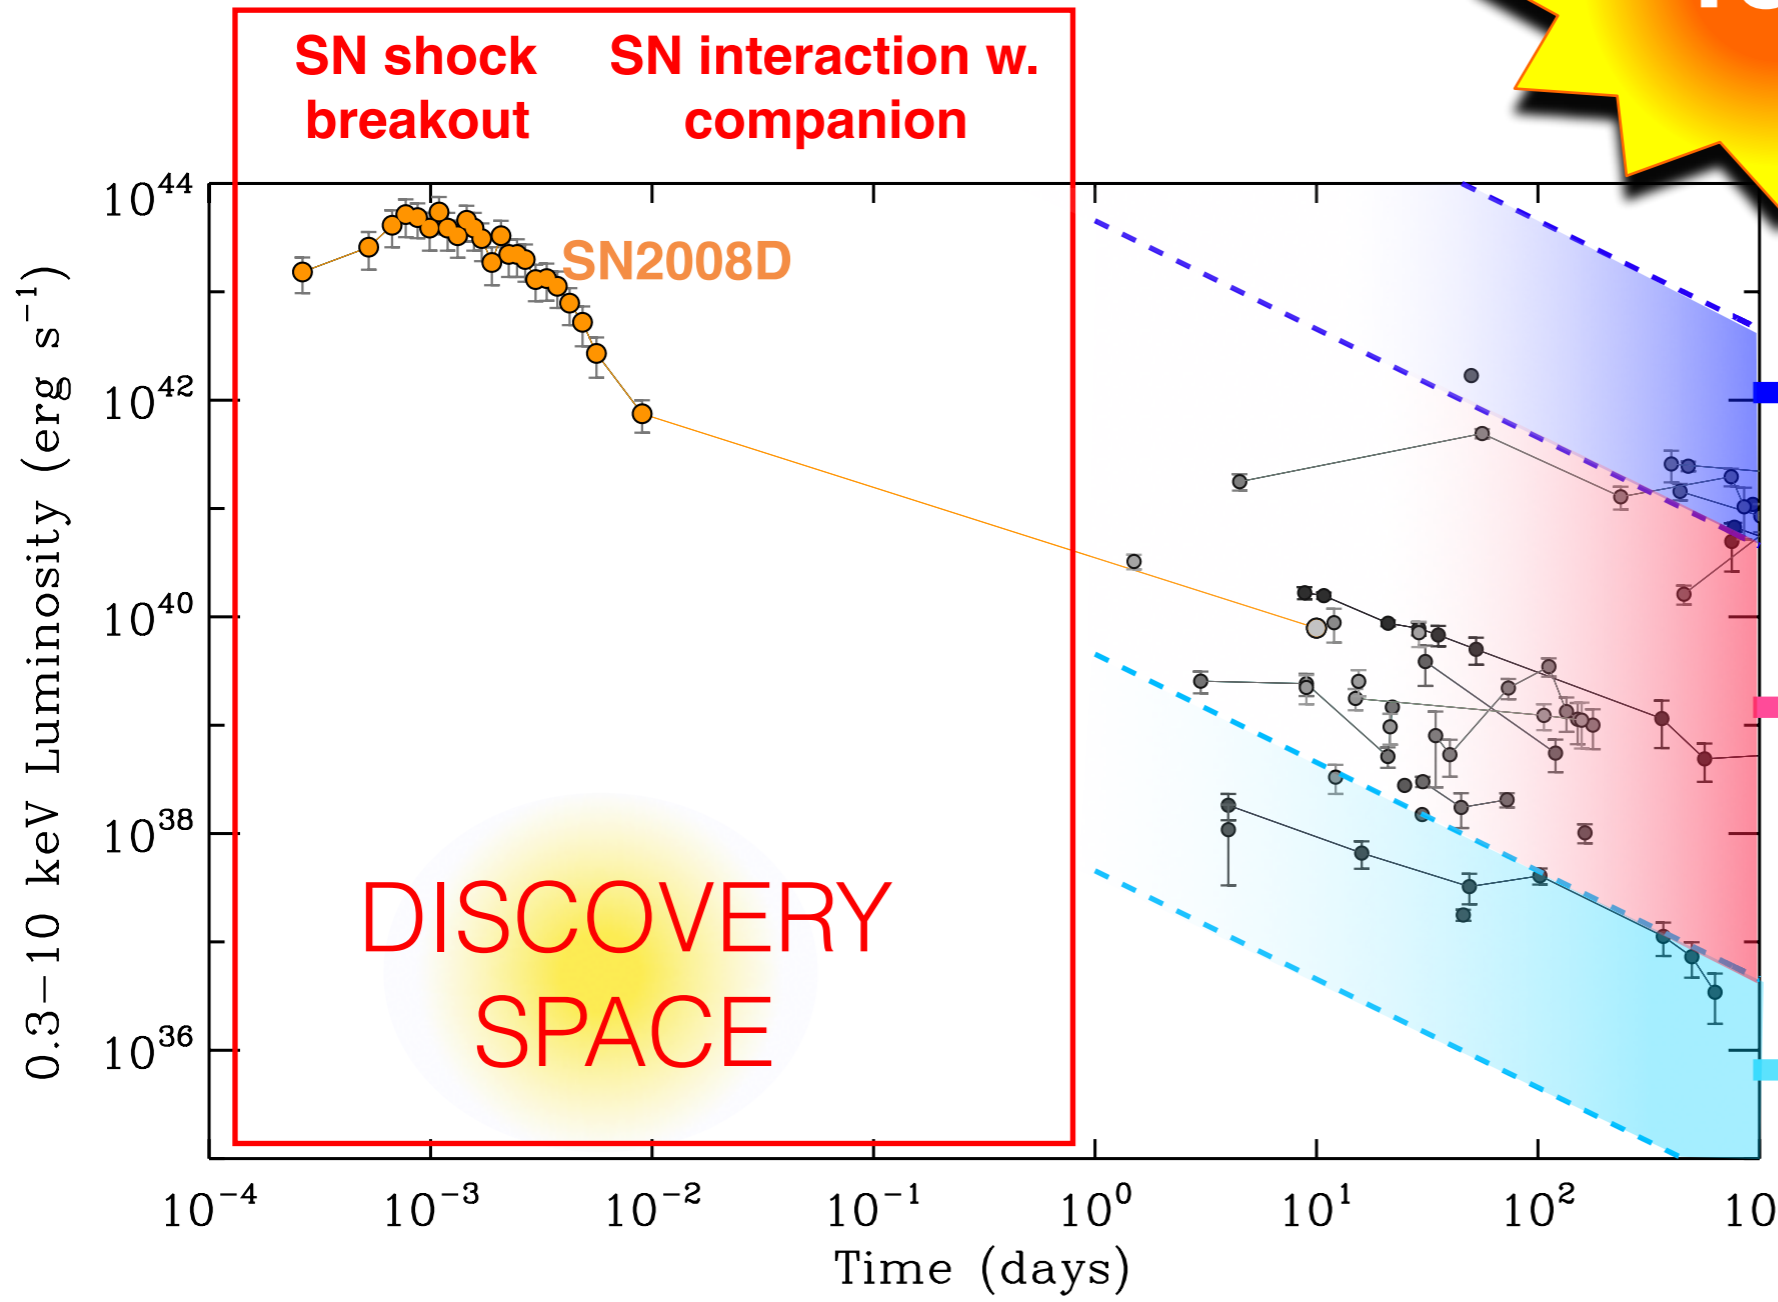 SN shock SN interaction w.
breakout companion
10^44
SN2008D
10^42
10^40
10^38
10^36
0.3−10 keV Luminosity (erg s^−1)
DISCOVERY
SPACE
10^−4 10^−3 10^−2 10^−1 10^0 10^1 10^2 10
Time (days)